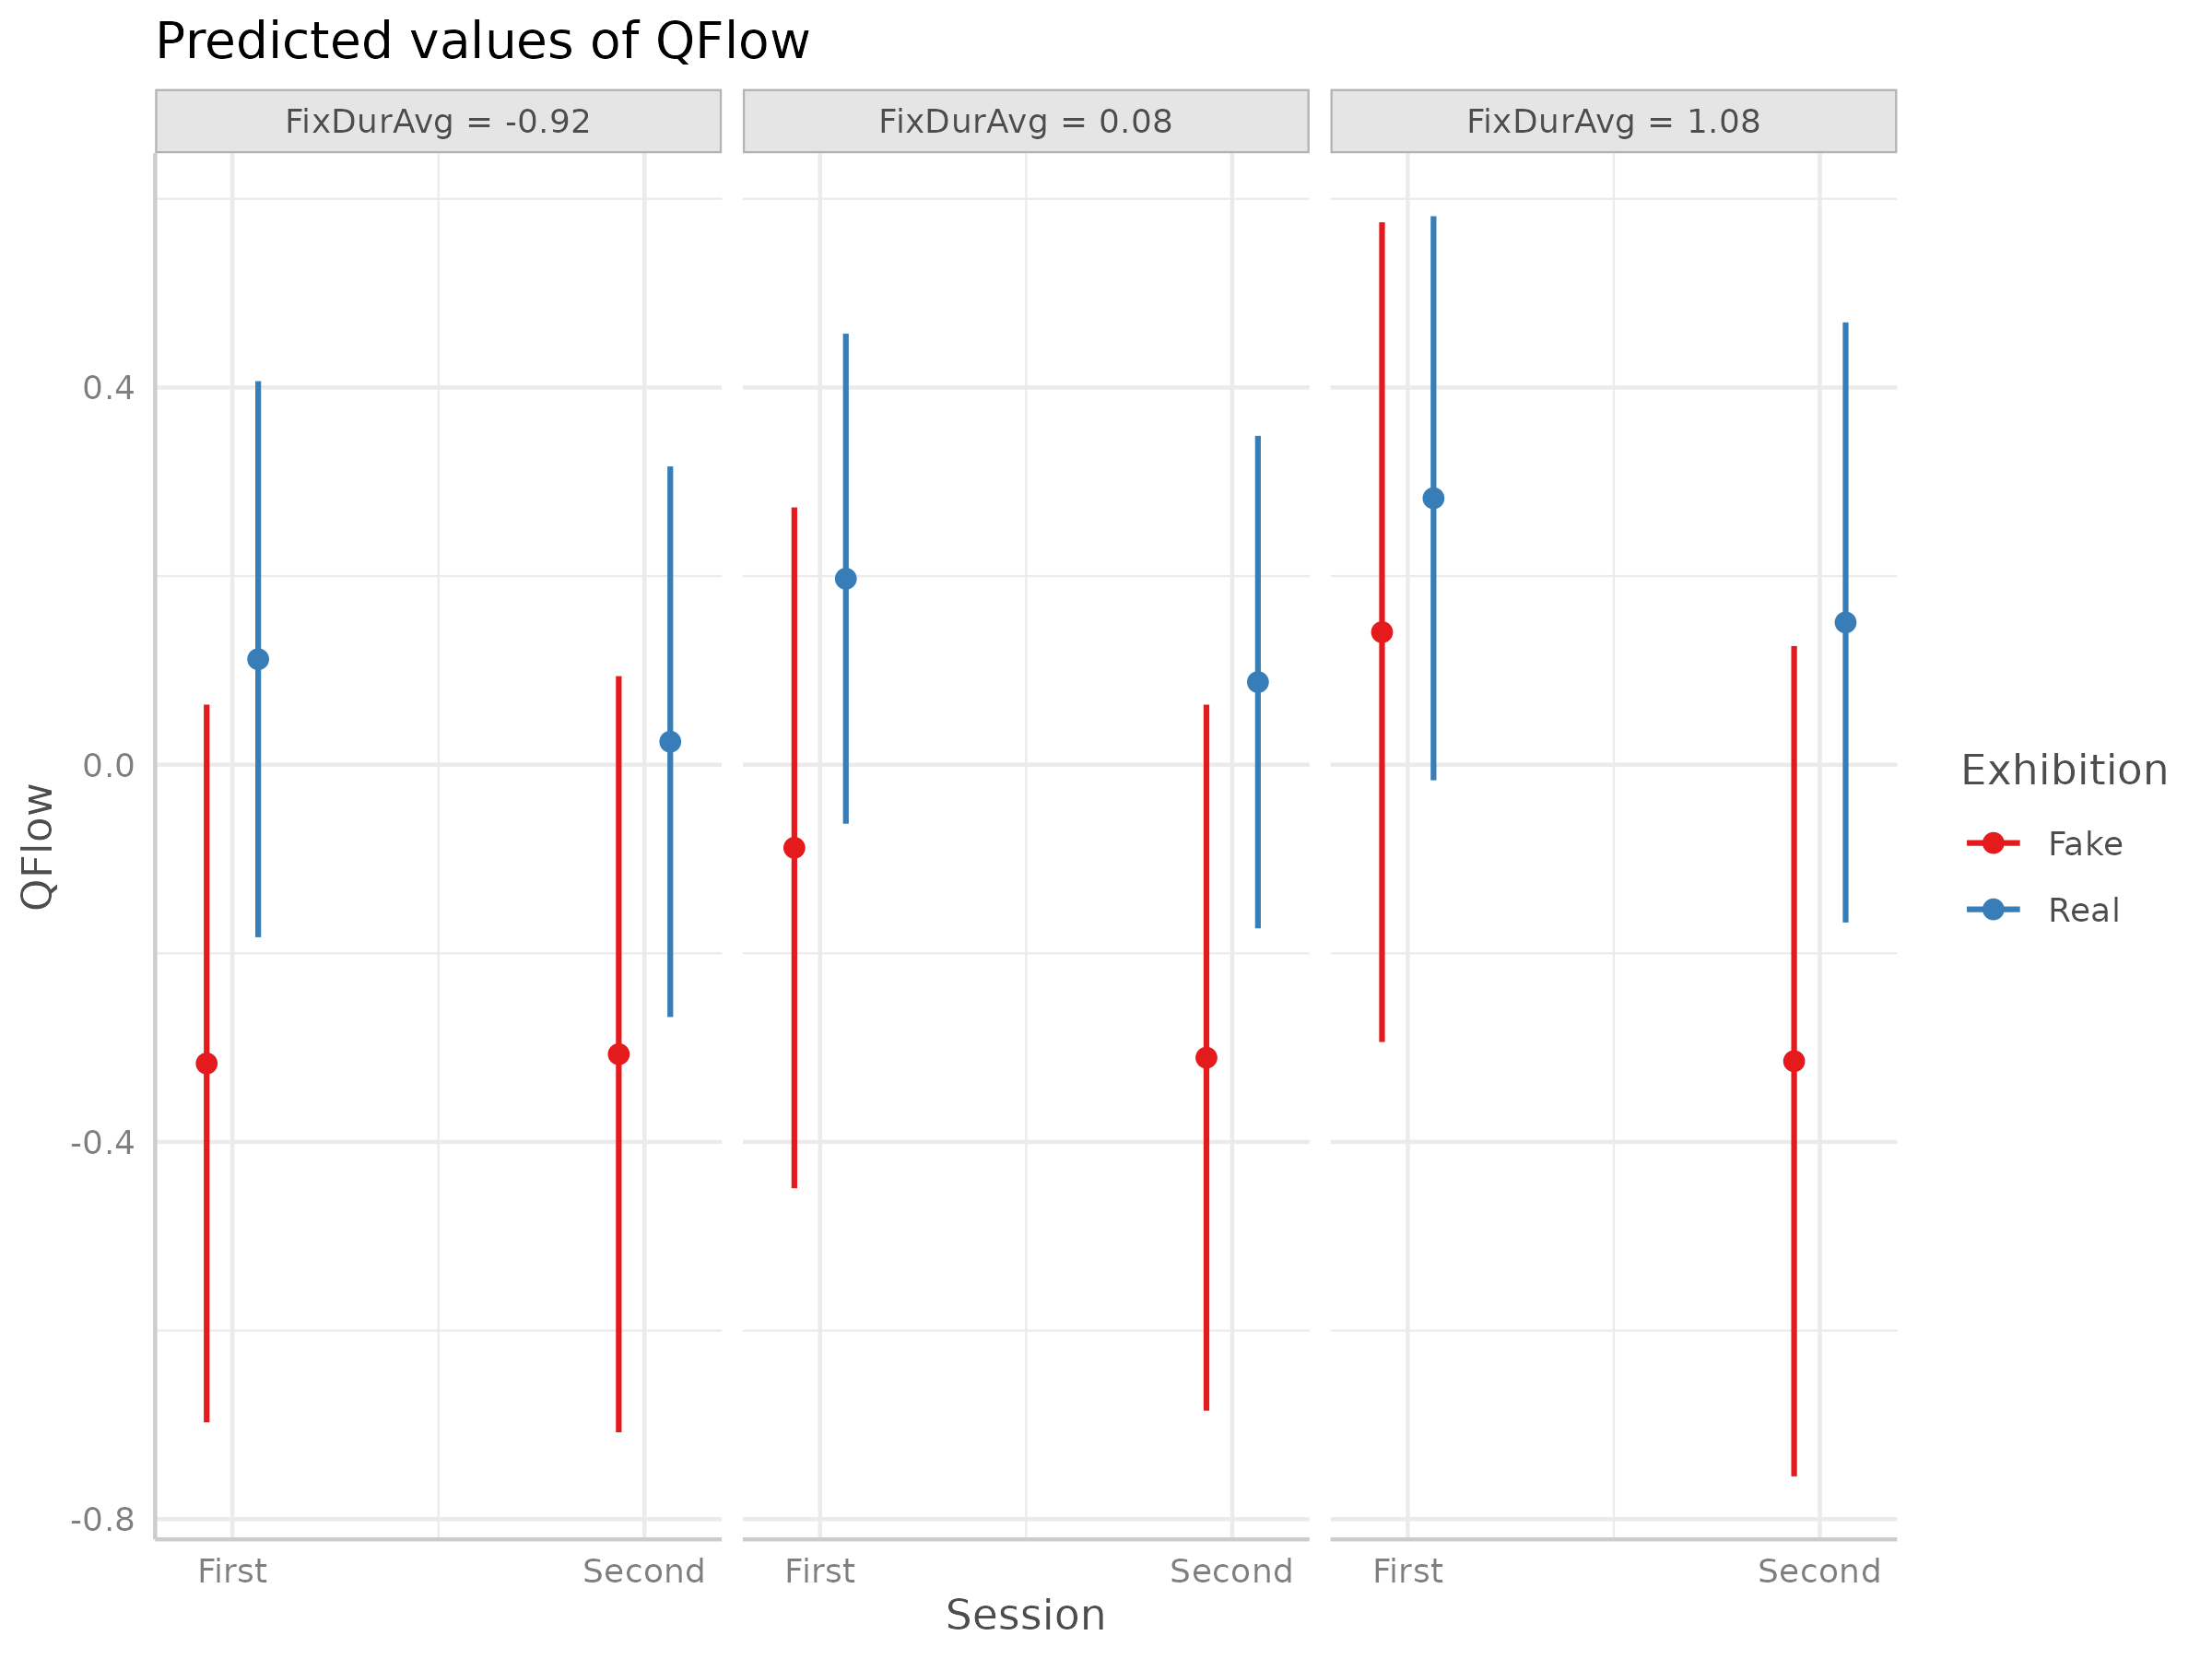 Predicted values of QFlow
FixDurAvg = -0.92
FixDurAvg = 0.08
FixDurAvg = 1.08
QFlow
0.4
0.0
-0.4
-0.8
First
Second
First
Second
First
Second
Session
Exhibition
Fake
Real